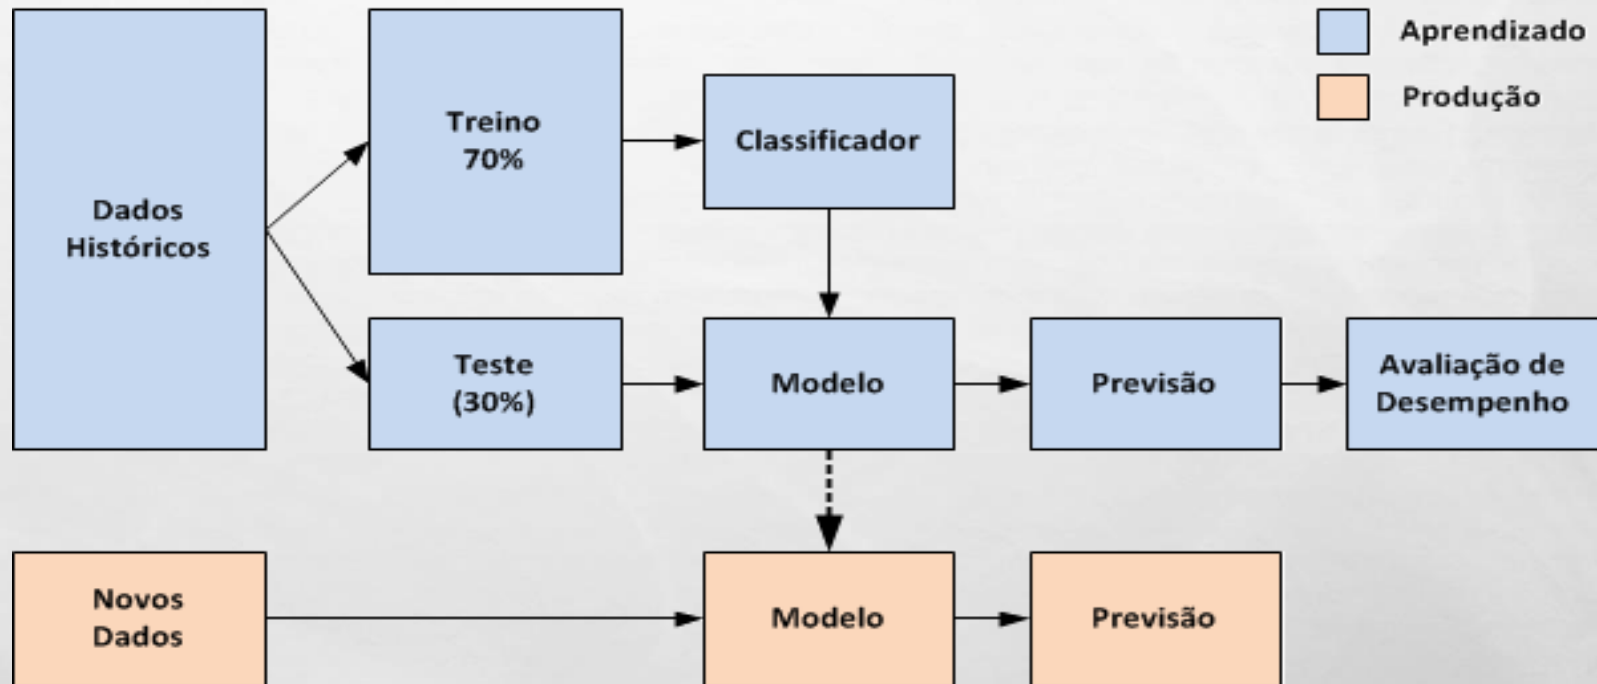 Dados
Históricos
Treino
70%
Teste
(30%)
Classificador
Modelo
Previsão
Avaliação de
Desempenho
Aprendizado
Produção
Novos
Dados
Modelo
Previsão